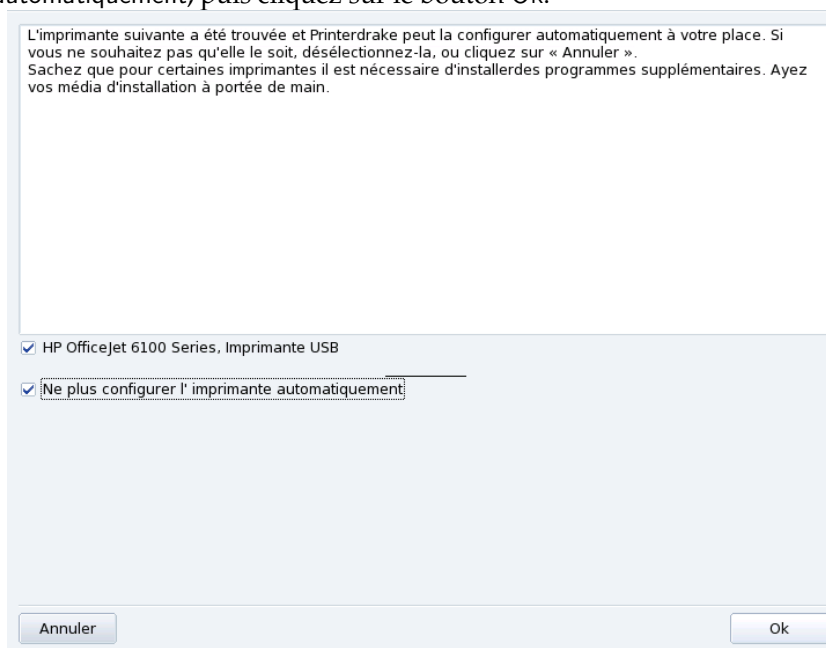 automatiquement, puis cliquez sur le bouton Ok.
L'imprimante suivante a été trouvée et Printerdrake peut la configurer automatiquement à votre place. Si
vous ne souhaitez pas qu'elle le soit, désélectionnez-la, ou cliquez sur « Annuler ».
Sachez que pour certaines imprimantes il est nécessaire d'installerdes programmes supplémentaires. Ayez
vos média d'installation à portée de main.
HP OfficeJet 6100 Series, Imprimante USB
Ne plus configurer l' imprimante automatiquement
Annuler
Ok